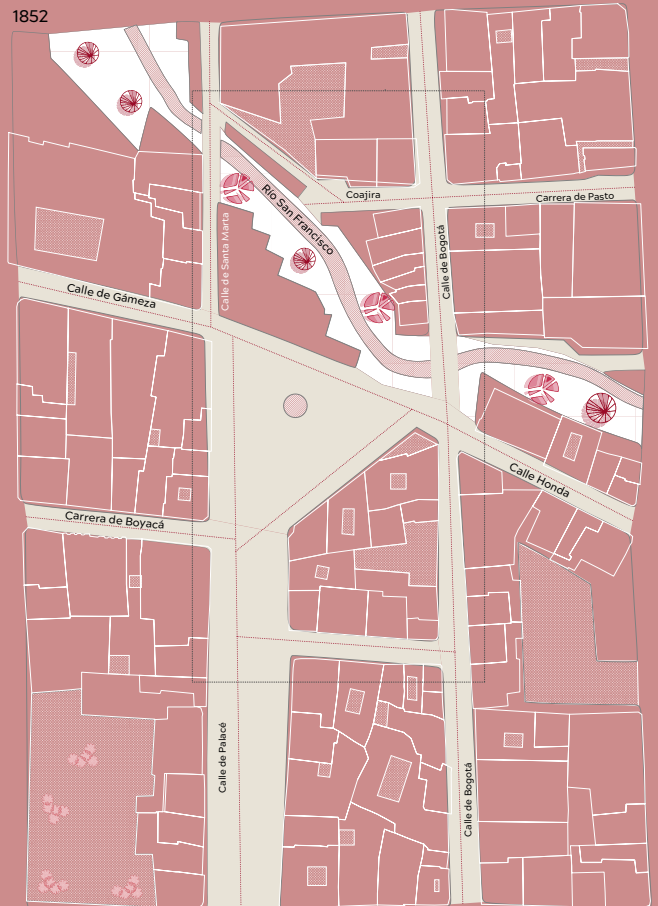 1852
Coajira
Carrera de Pasto
Río San Francisco
Calle de Santa Marta
Calle de Bogotá
Calle de Gámeza
Calle Honda
Carrera de Boyacá
Calle de Palacé
Calle de Bogotá